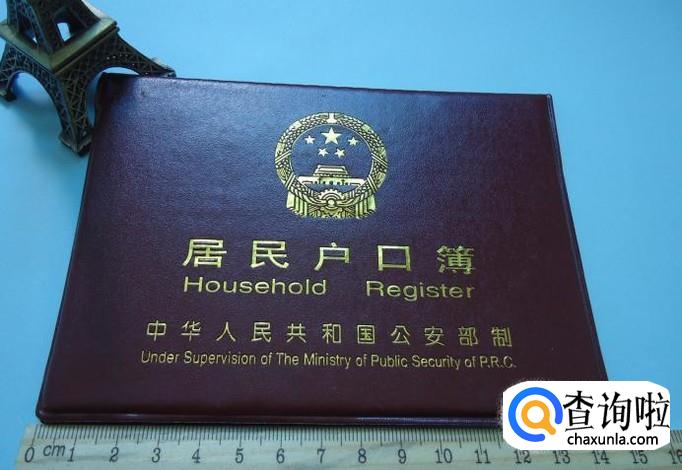 居民户口簿
Household Register
中华人民共和国公安部制
Under Supervision of The Ministry of Public Security of P.R.C.
查询啦
chaxunla.com
0 cm 1 2 3 4 5 6 7 8 9 10 11 12 13 14 15 16